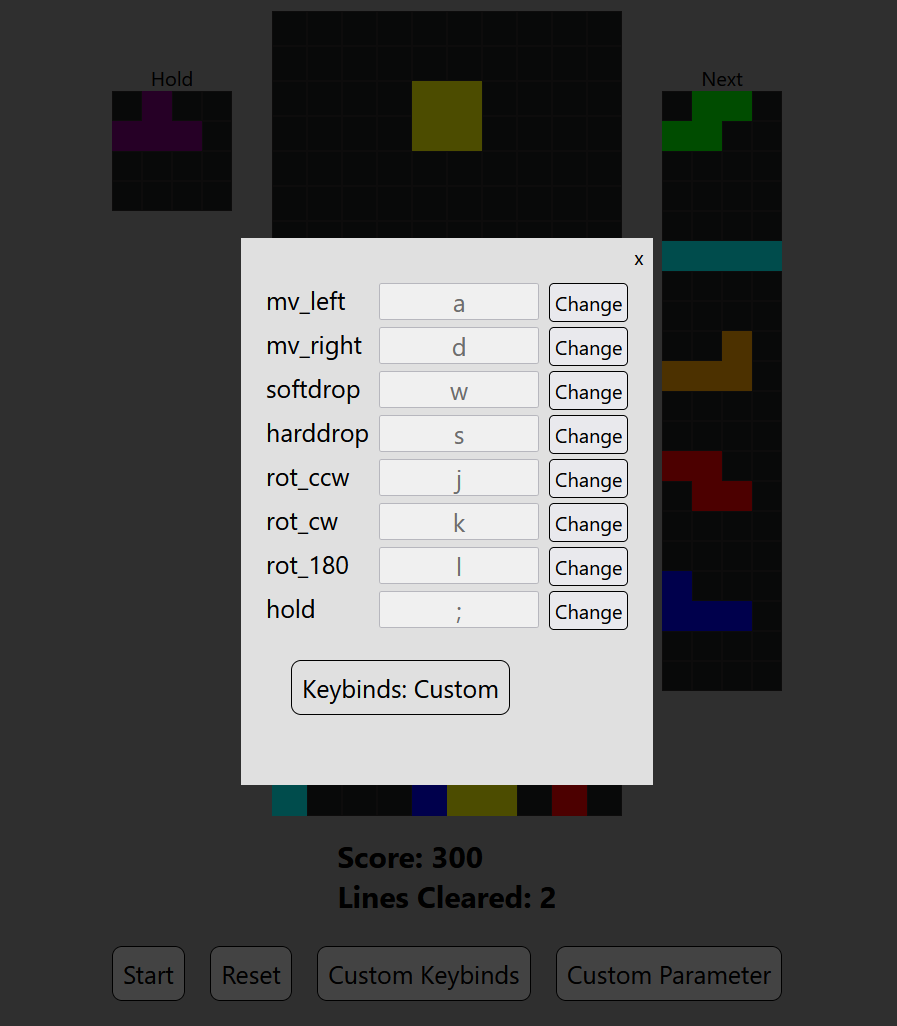 Hold
Next
x
mv_left a Change
mv_right d Change
softdrop w Change
harddrop s Change
rot_ccw j Change
rot_cw k Change
rot_180 l Change
hold ; Change
Keybinds: Custom
Score: 300
Lines Cleared: 2
Start Reset Custom Keybinds Custom Parameter